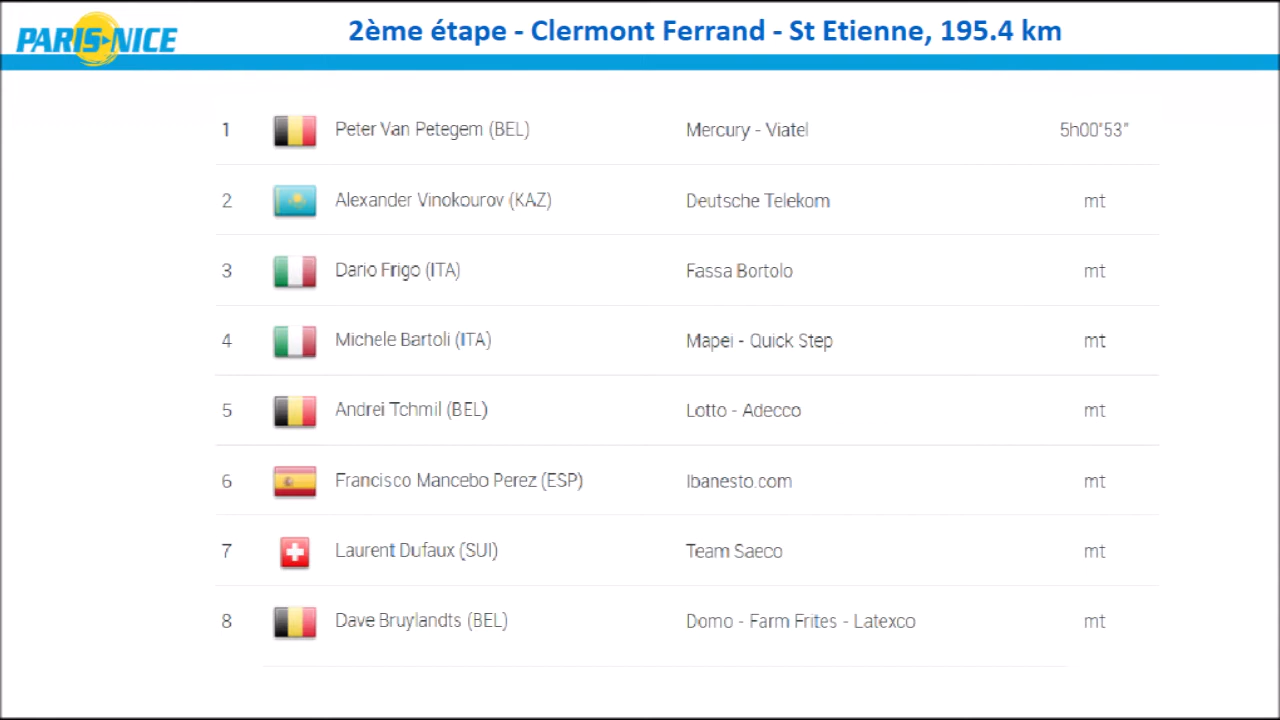 PARIS-NICE
2ème étape - Clermont Ferrand - St Etienne, 195.4 km
1 Peter Van Petegem (BEL) Mercury - Viatel 5h00"53"
2 Alexander Vinokourov (KAZ) Deutsche Telekom mt
3 Dario Frigo (ITA) Fassa Bortolo mt
4 Michele Bartoli (ITA) Mapei - Quick Step mt
5 Andrei Tchmil (BEL) Lotto - Adecco mt
6 Francisco Mancebo Perez (ESP) Ibanesto.com mt
7 Laurent Dufaux (SUI) Team Saeco mt
8 Dave Bruylandts (BEL) Domo - Farm Frites - Latexco mt